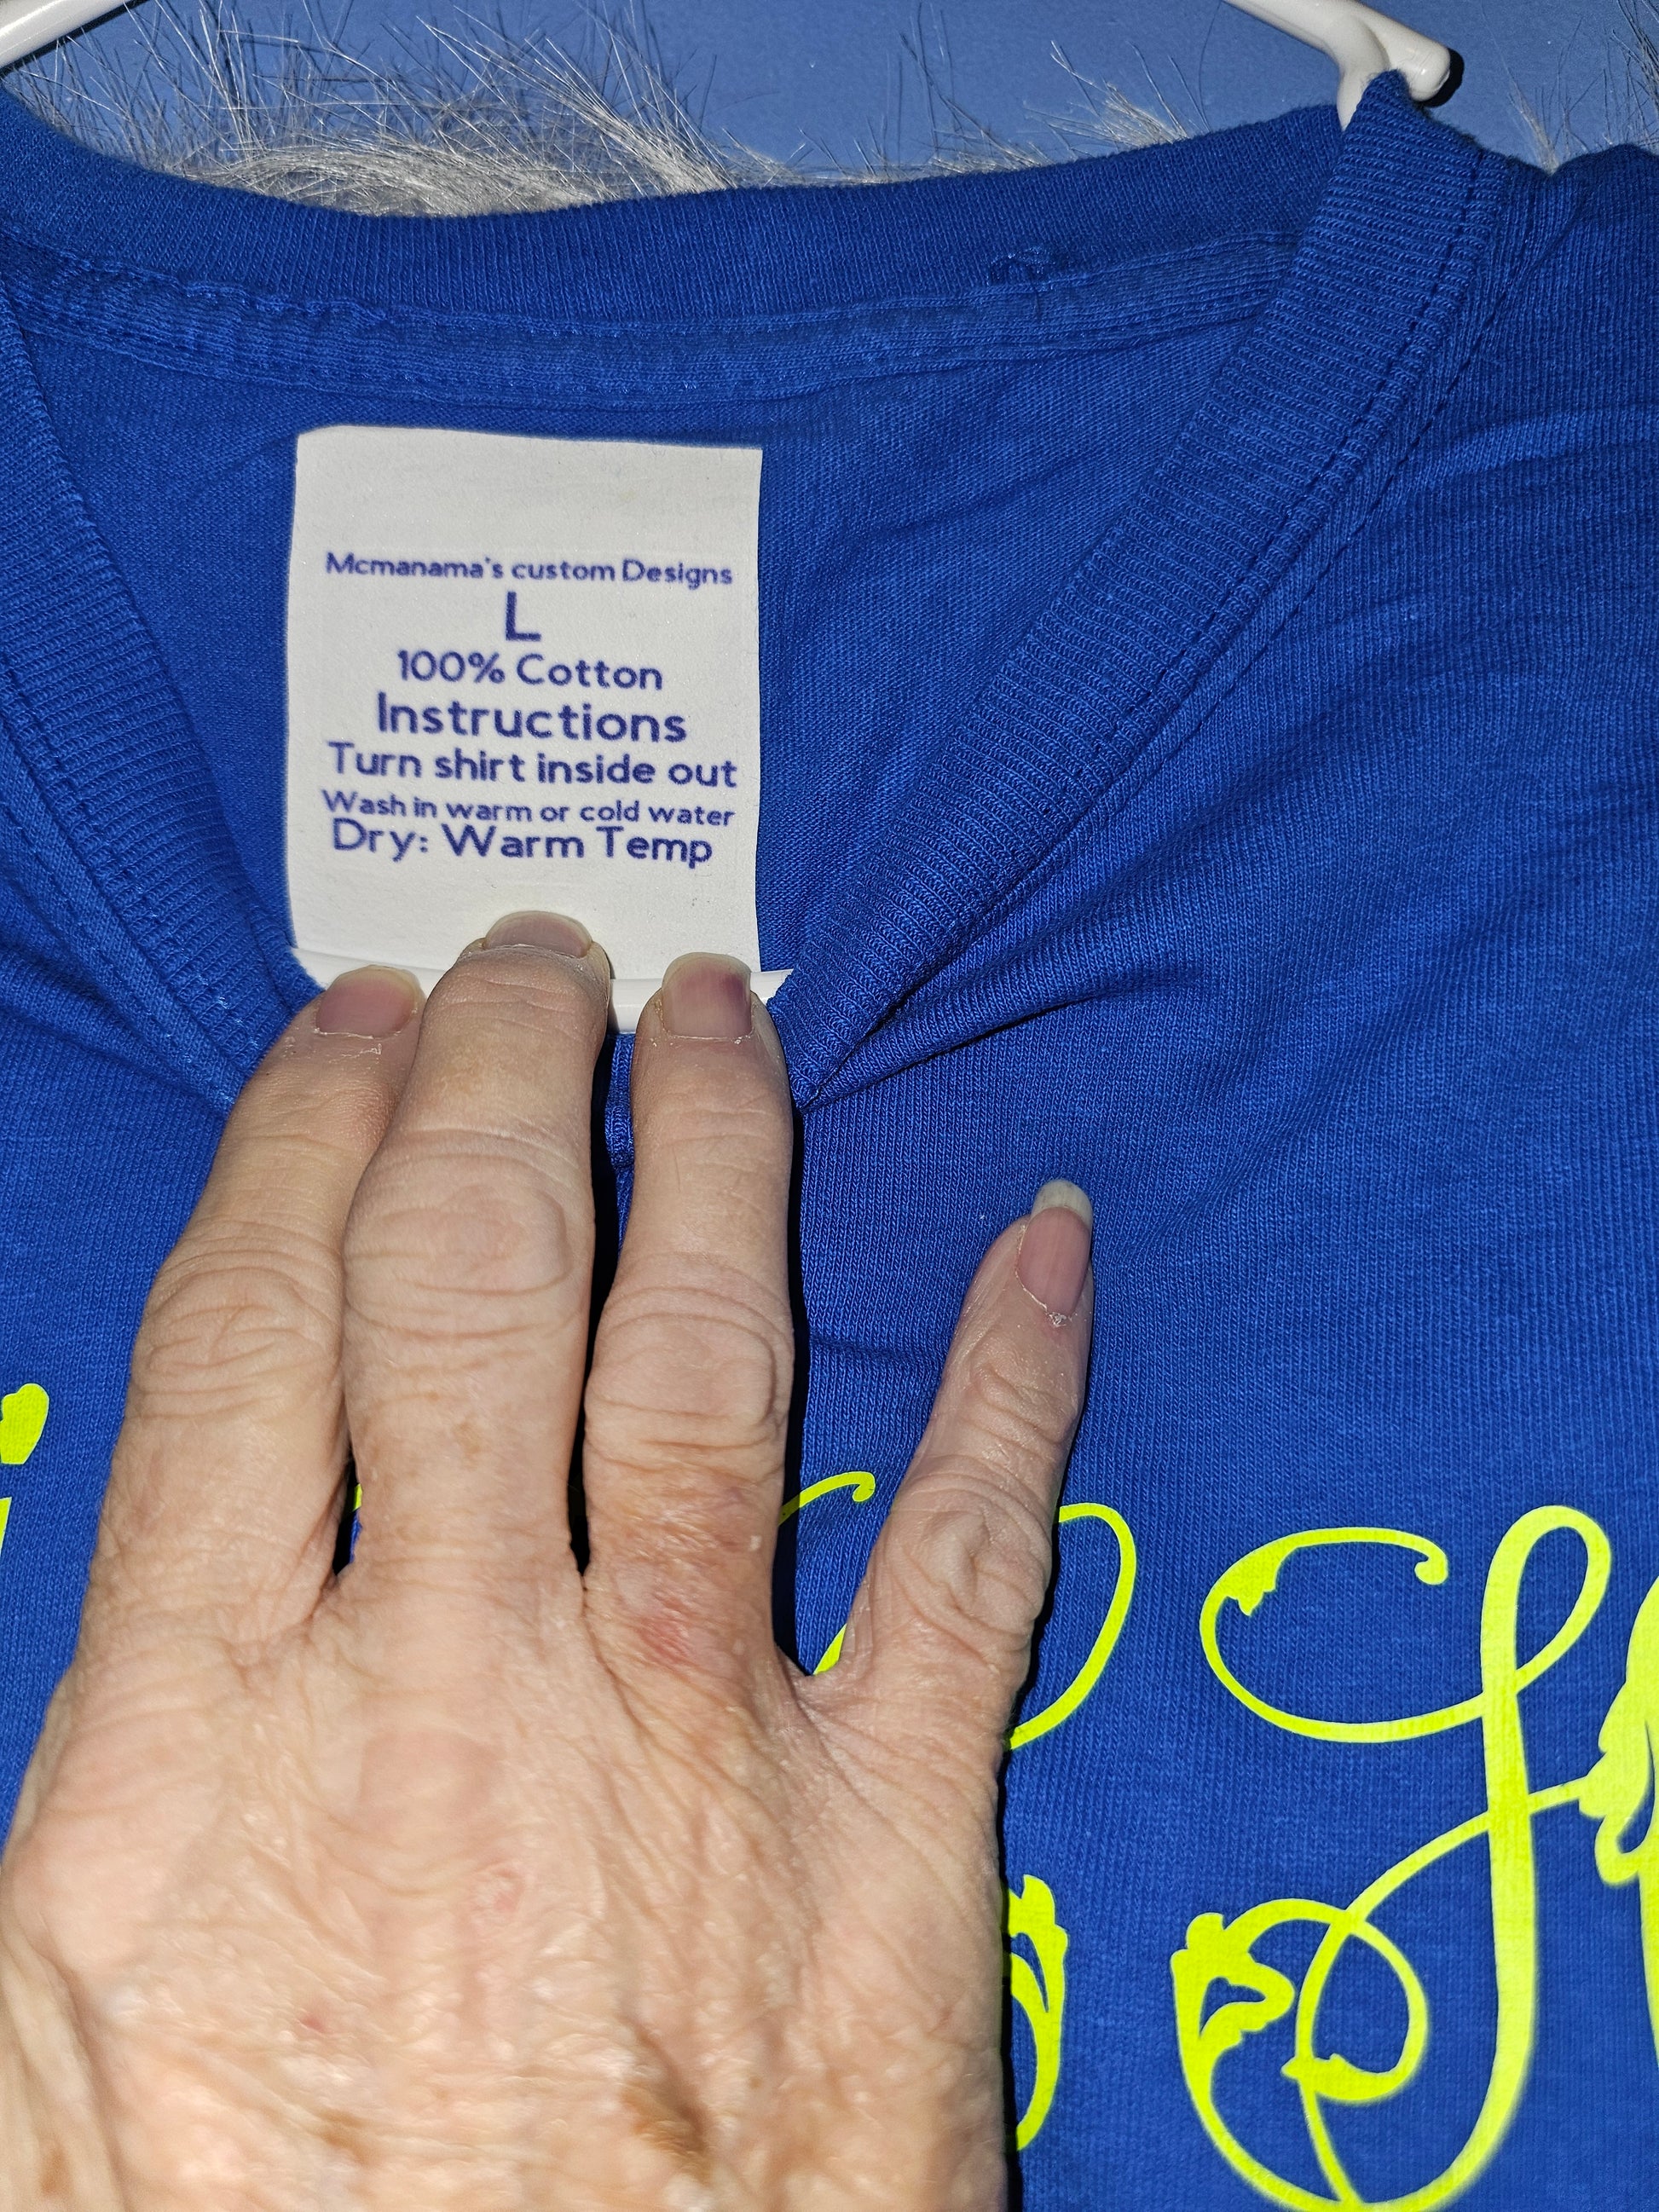 Mcmanama's custom Designs
L
100% Cotton
Instructions
Turn shirt inside out
Wash in warm or cold water
Dry: Warm Temp